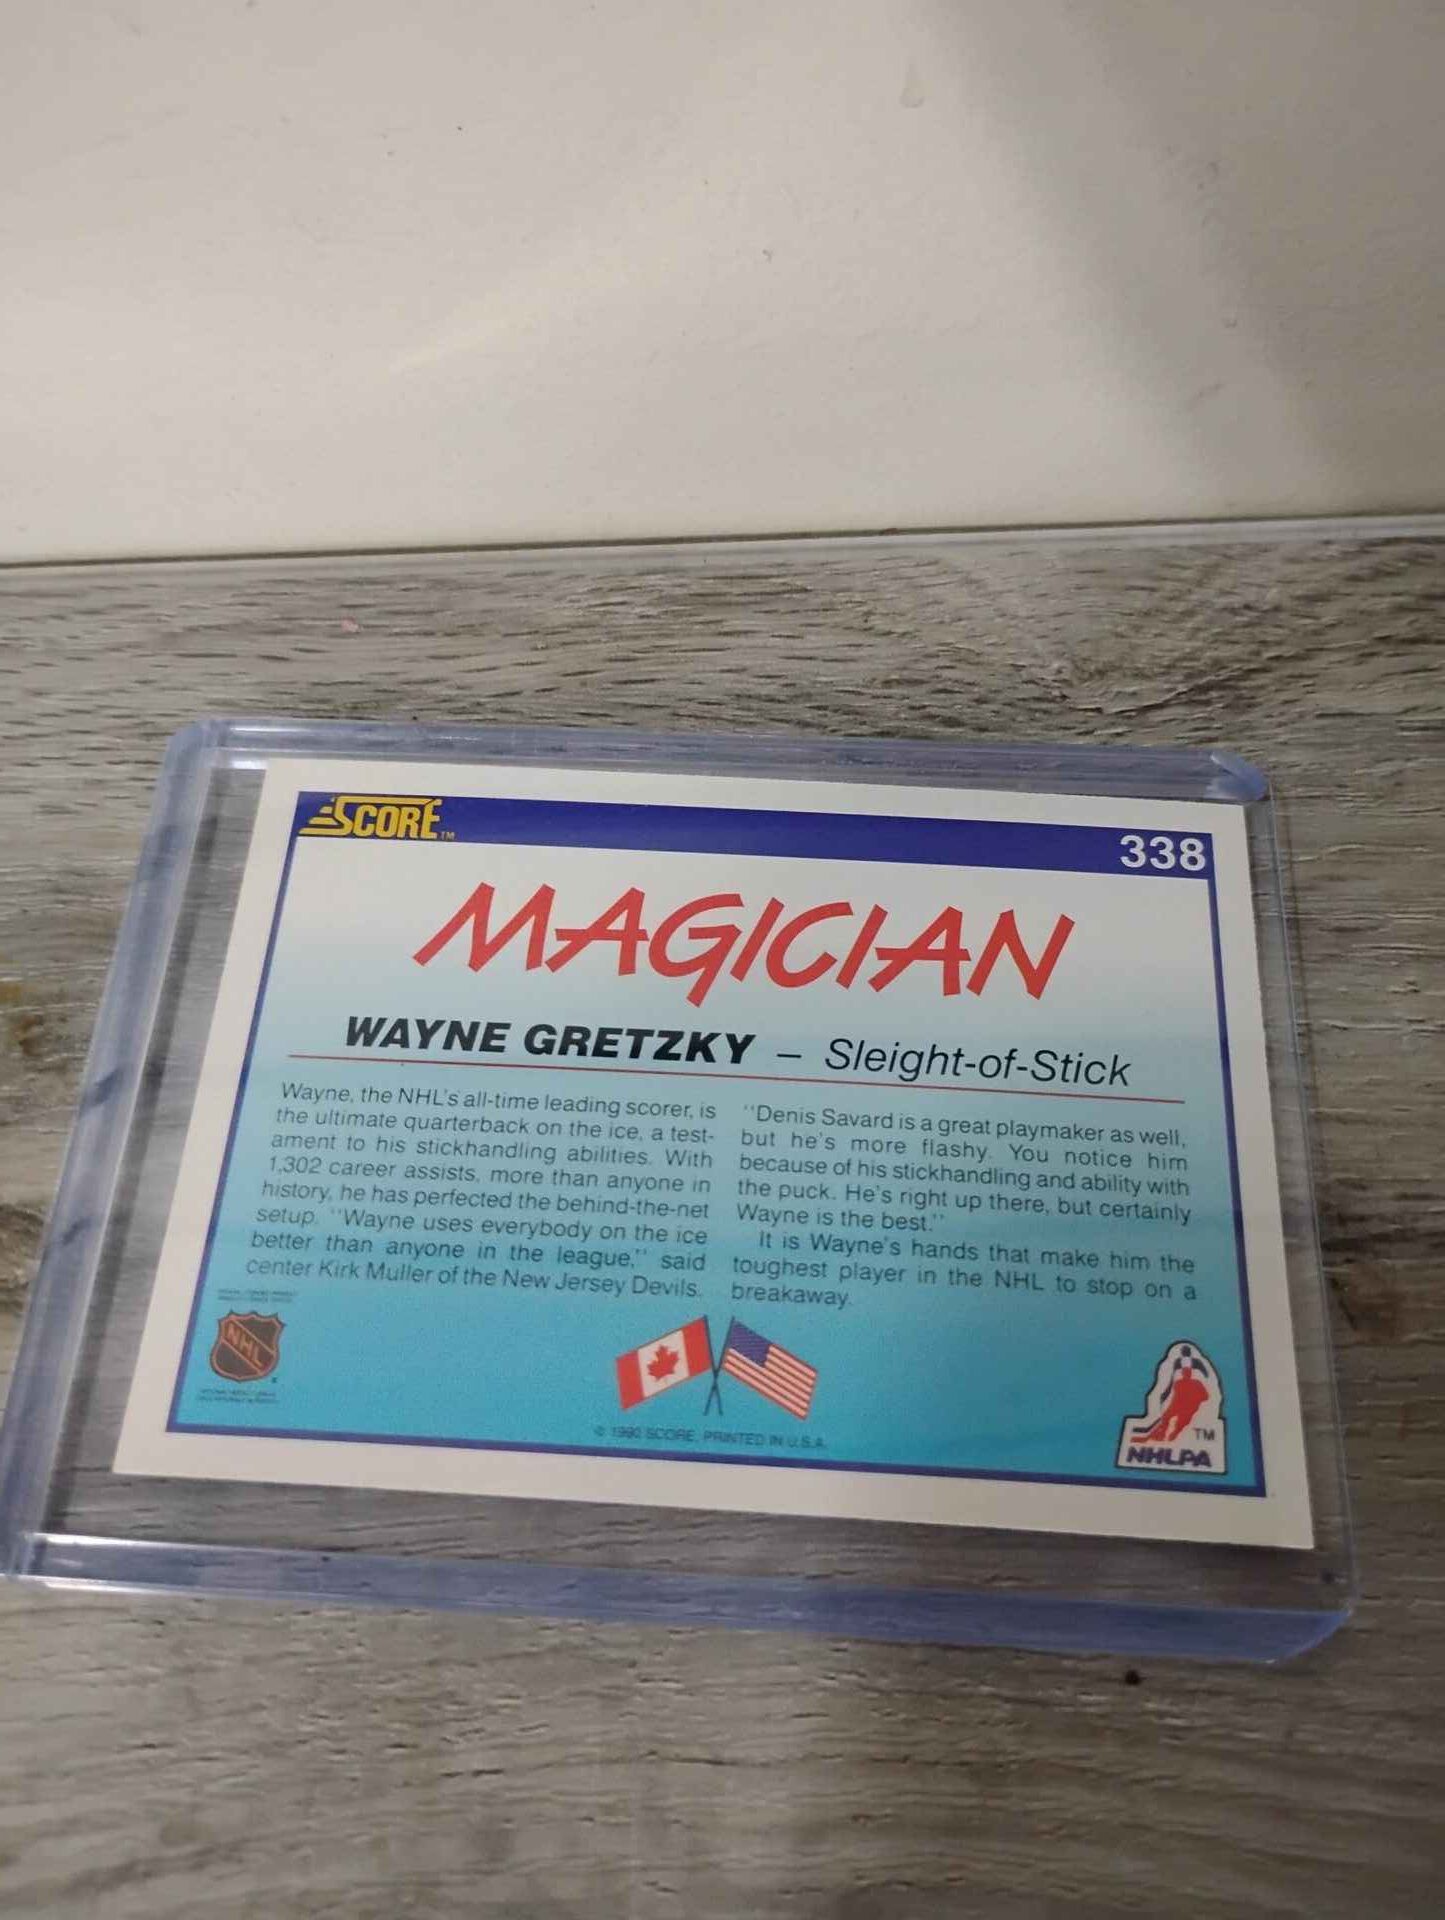 SCORE TM
338
MAGICIAN
WAYNE GRETZKY – Sleight-of-Stick
Wayne, the NHL's all-time leading scorer, is
the ultimate quarterback on the ice, a test-
ament to his stickhandling abilities. With
1,302 career assists, more than anyone in
history, he has perfected the behind-the-net
setup. "Wayne uses everybody on the ice
better than anyone in the league," said
center Kirk Muller of the New Jersey Devils.
"Denis Savard is a great playmaker as well,
but he's more flashy. You notice him
because of his stickhandling and ability with
the puck. He's right up there, but certainly
Wayne is the best."
It is Wayne's hands that make him the
toughest player in the NHL to stop on a
breakaway.
NHL
© 1990 SCORE, PRINTED IN U.S.A.
TM
NHLPA